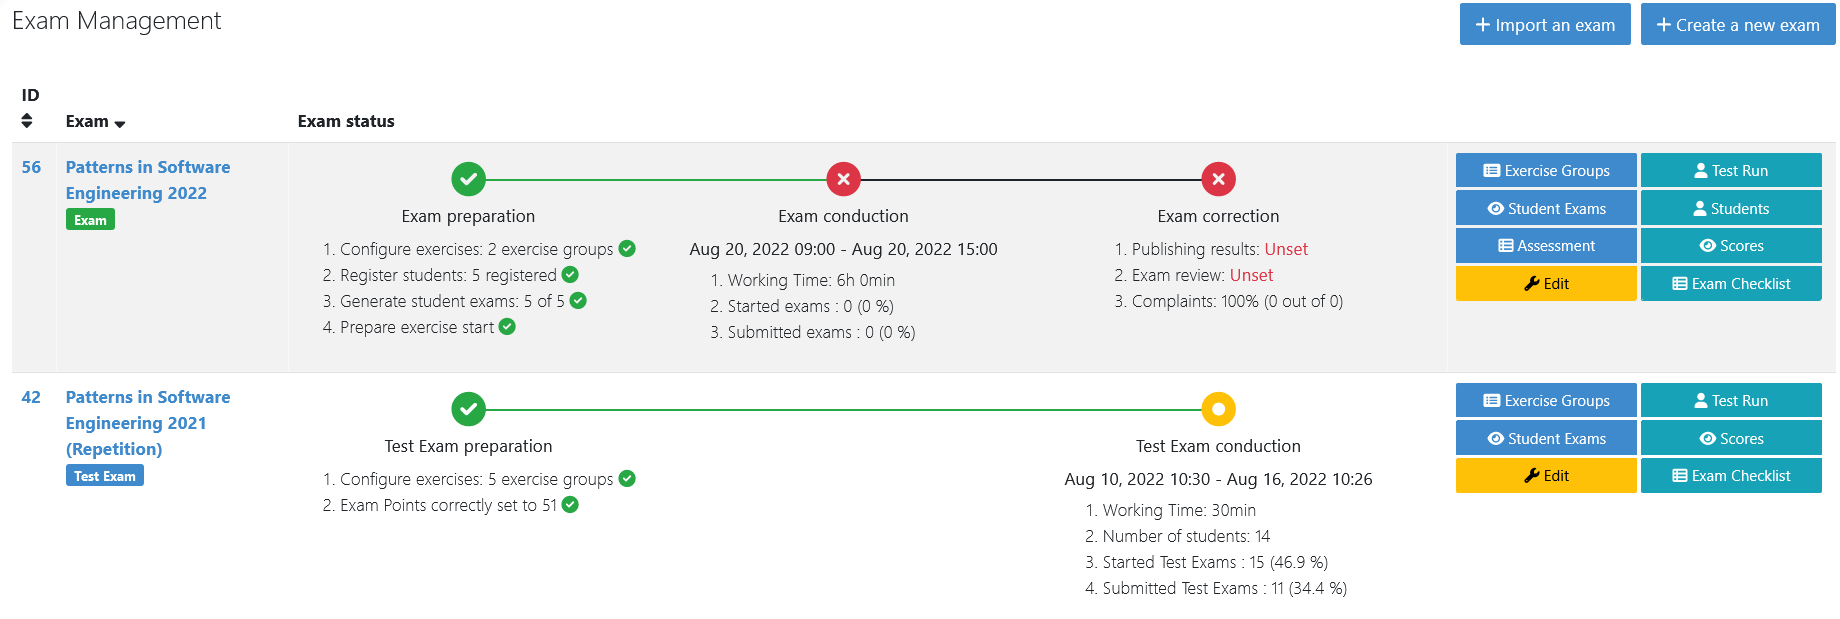 Exam Management
Import an exam
Create a new exam
ID
Exam
Exam status
56
Patterns in Software
Engineering 2022
Exam
Exam preparation
1. Configure exercises: 2 exercise groups
2. Register students: 5 registered
3. Generate student exams: 5 of 5
4. Prepare exercise start
Exam conduction
Aug 20, 2022 09:00 - Aug 20, 2022 15:00
1. Working Time: 6h 0min
2. Started exams : 0 (0 %)
3. Submitted exams : 0 (0 %)
Exam correction
1. Publishing results: Unset
2. Exam review: Unset
3. Complaints: 100% (0 out of 0)
Exercise Groups
Test Run
Student Exams
Students
Assessment
Scores
Edit
Exam Checklist
42
Patterns in Software
Engineering 2021
(Repetition)
Test Exam
Test Exam preparation
1. Configure exercises: 5 exercise groups
2. Exam Points correctly set to 51
Test Exam conduction
Aug 10, 2022 10:30 - Aug 16, 2022 10:26
1. Working Time: 30min
2. Number of students: 14
3. Started Test Exams : 15 (46.9 %)
4. Submitted Test Exams : 11 (34.4 %)
Exercise Groups
Test Run
Student Exams
Scores
Edit
Exam Checklist